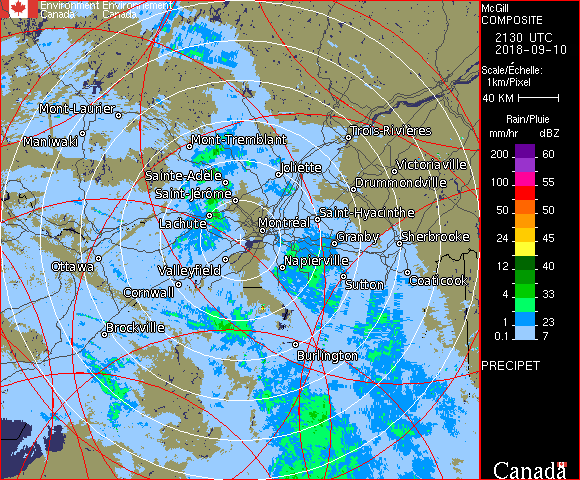 Environment Environnement
Canada Canada
Mont-Laurier
Maniwaki
Mont-Tremblant
Trois-Rivières
Sainte-Adèle
Joliette
Victoriaville
Saint-Jérôme
Drummondville
Lachute
Montréal
Saint-Hyacinthe
Granby
Sherbrooke
Ottawa
Valleyfield
Napierville
Cornwall
Sutton
Coaticook
Brockville
Burlington
McGill
COMPOSITE
2130 UTC
2018-09-10
Scale/Échelle:
1km/Pixel
40 KM
Rain/Pluie
mm/hr dBZ
200 60
100 55
50 50
24 45
12 40
4 33
1 23
0.1 7
PRECIPET
Canada